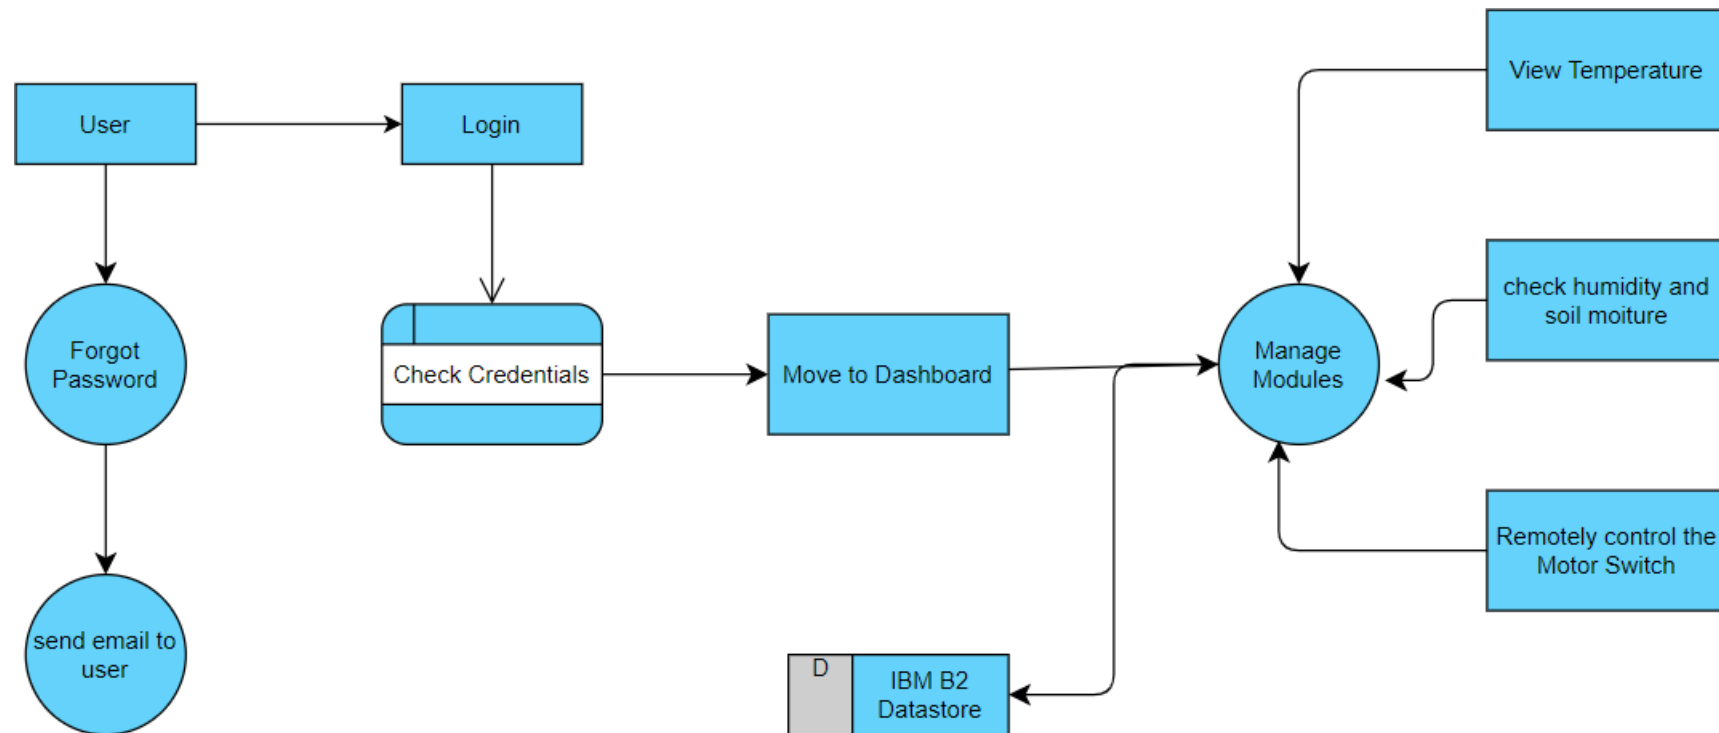 User
Login
View Temperature
Forgot
Password
Check Credentials
Move to Dashboard
Manage
Modules
check humidity and
soil moiture
Remotely control the
Motor Switch
send email to
user
D
IBM B2
Datastore